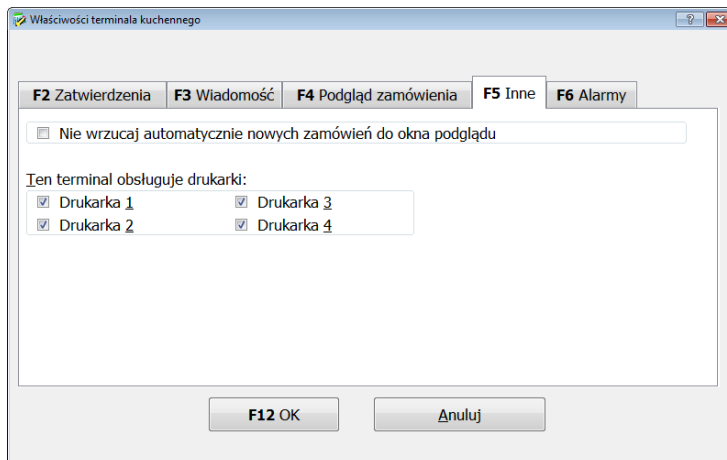 Właściwości terminala kuchennego
F2 Zatwierdzenia F3 Wiadomość F4 Podgląd zamówienia F5 Inne F6 Alarmy
Nie wrzucaj automatycznie nowych zamówień do okna podglądu
Ten terminal obsługuje drukarki:
Drukarka 1 Drukarka 3
Drukarka 2 Drukarka 4
F12 OK Anuluj